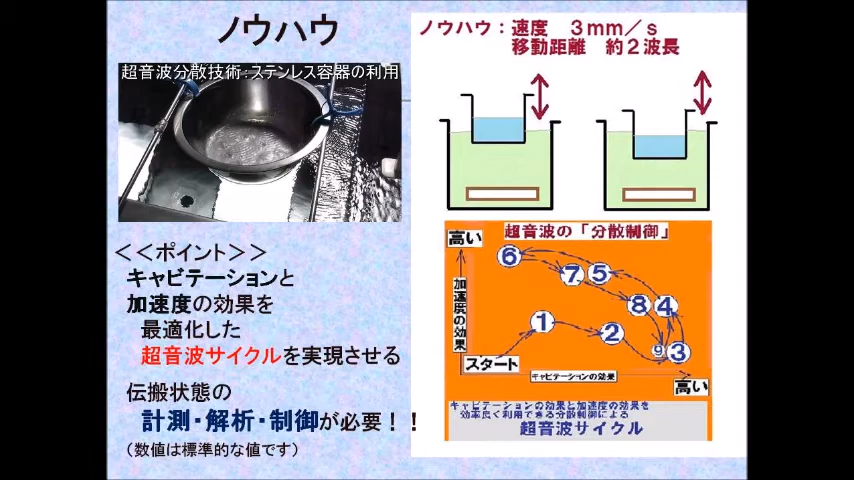 ノウハウ
超音波分散技術:ステンレス容器の利用
<<ポイント>>
キャビテーションと
加速度の効果を
最適化した
超音波サイクルを実現させる
伝搬状態の
計測・解析・制御が必要！！
(数値は標準的な値です)
ノウハウ：速度　３ｍｍ／ｓ
移動距離　約２波長
超音波の「分散制御」
高い
加速度の効果
6
7
5
8
4
1
2
9
3
スタート
キャビテーションの効果
高い
キャビテーションの効果と加速度の効果を
効率良く利用できる分散制御による
超音波サイクル